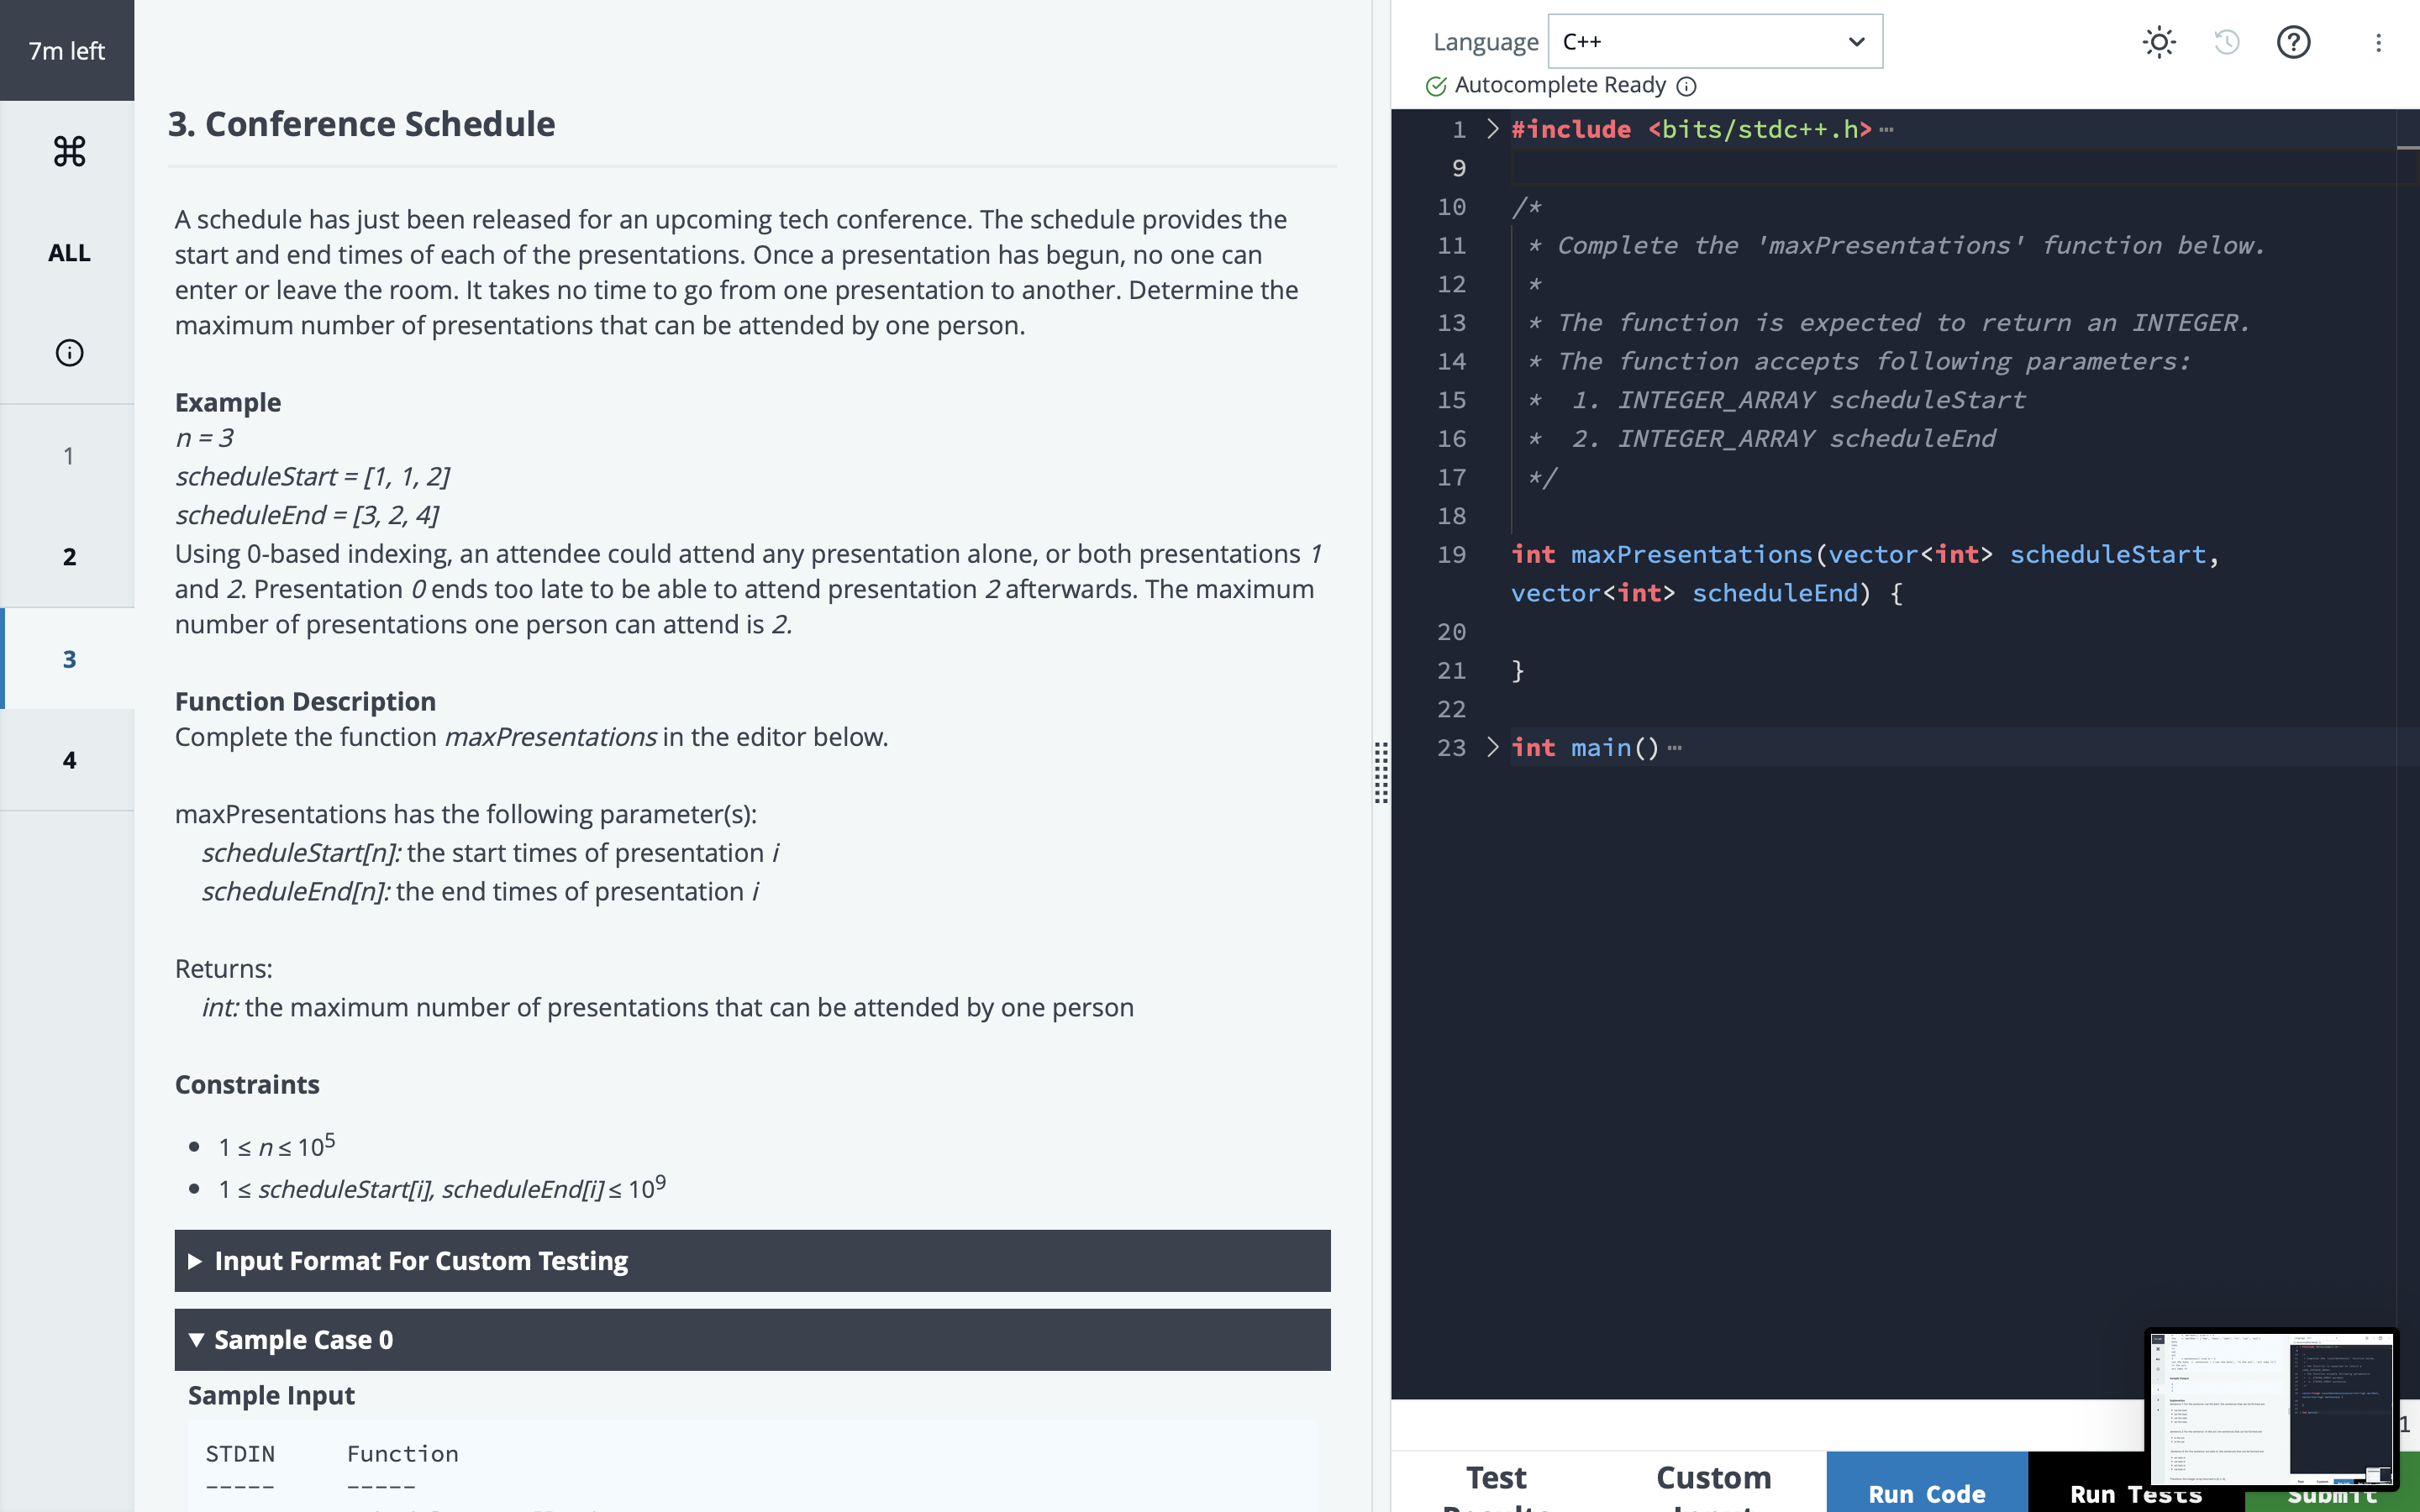 7m left
ALL
1
2
3
4
3. Conference Schedule
A schedule has just been released for an upcoming tech conference. The schedule provides the
start and end times of each of the presentations. Once a presentation has begun, no one can
enter or leave the room. It takes no time to go from one presentation to another. Determine the
maximum number of presentations that can be attended by one person.
Example
n = 3
scheduleStart = [1, 1, 2]
scheduleEnd = [3, 2, 4]
Using 0-based indexing, an attendee could attend any presentation alone, or both presentations 1
and 2. Presentation 0 ends too late to be able to attend presentation 2 afterwards. The maximum
number of presentations one person can attend is 2.
Function Description
Complete the function maxPresentations in the editor below.
maxPresentations has the following parameter(s):
scheduleStart[n]: the start times of presentation i
scheduleEnd[n]: the end times of presentation i
Returns:
int: the maximum number of presentations that can be attended by one person
Constraints
• 1 ≤ n ≤ 10^5
• 1 ≤ scheduleStart[i], scheduleEnd[i] ≤ 10^9
Input Format For Custom Testing
Sample Case 0
Sample Input
STDIN     Function
-----     -----
Language C++
Autocomplete Ready
1 #include <bits/stdc++.h>
9
10 /*
11 * Complete the 'maxPresentations' function below.
12 *
13 * The function is expected to return an INTEGER.
14 * The function accepts following parameters:
15 *  1. INTEGER_ARRAY scheduleStart
16 *  2. INTEGER_ARRAY scheduleEnd
17 */
18
19 int maxPresentations(vector<int> scheduleStart,
vector<int> scheduleEnd) {
20
21 }
22
23 int main()
Test
Results
Custom
Input
Run Code
Run Tests
Submit